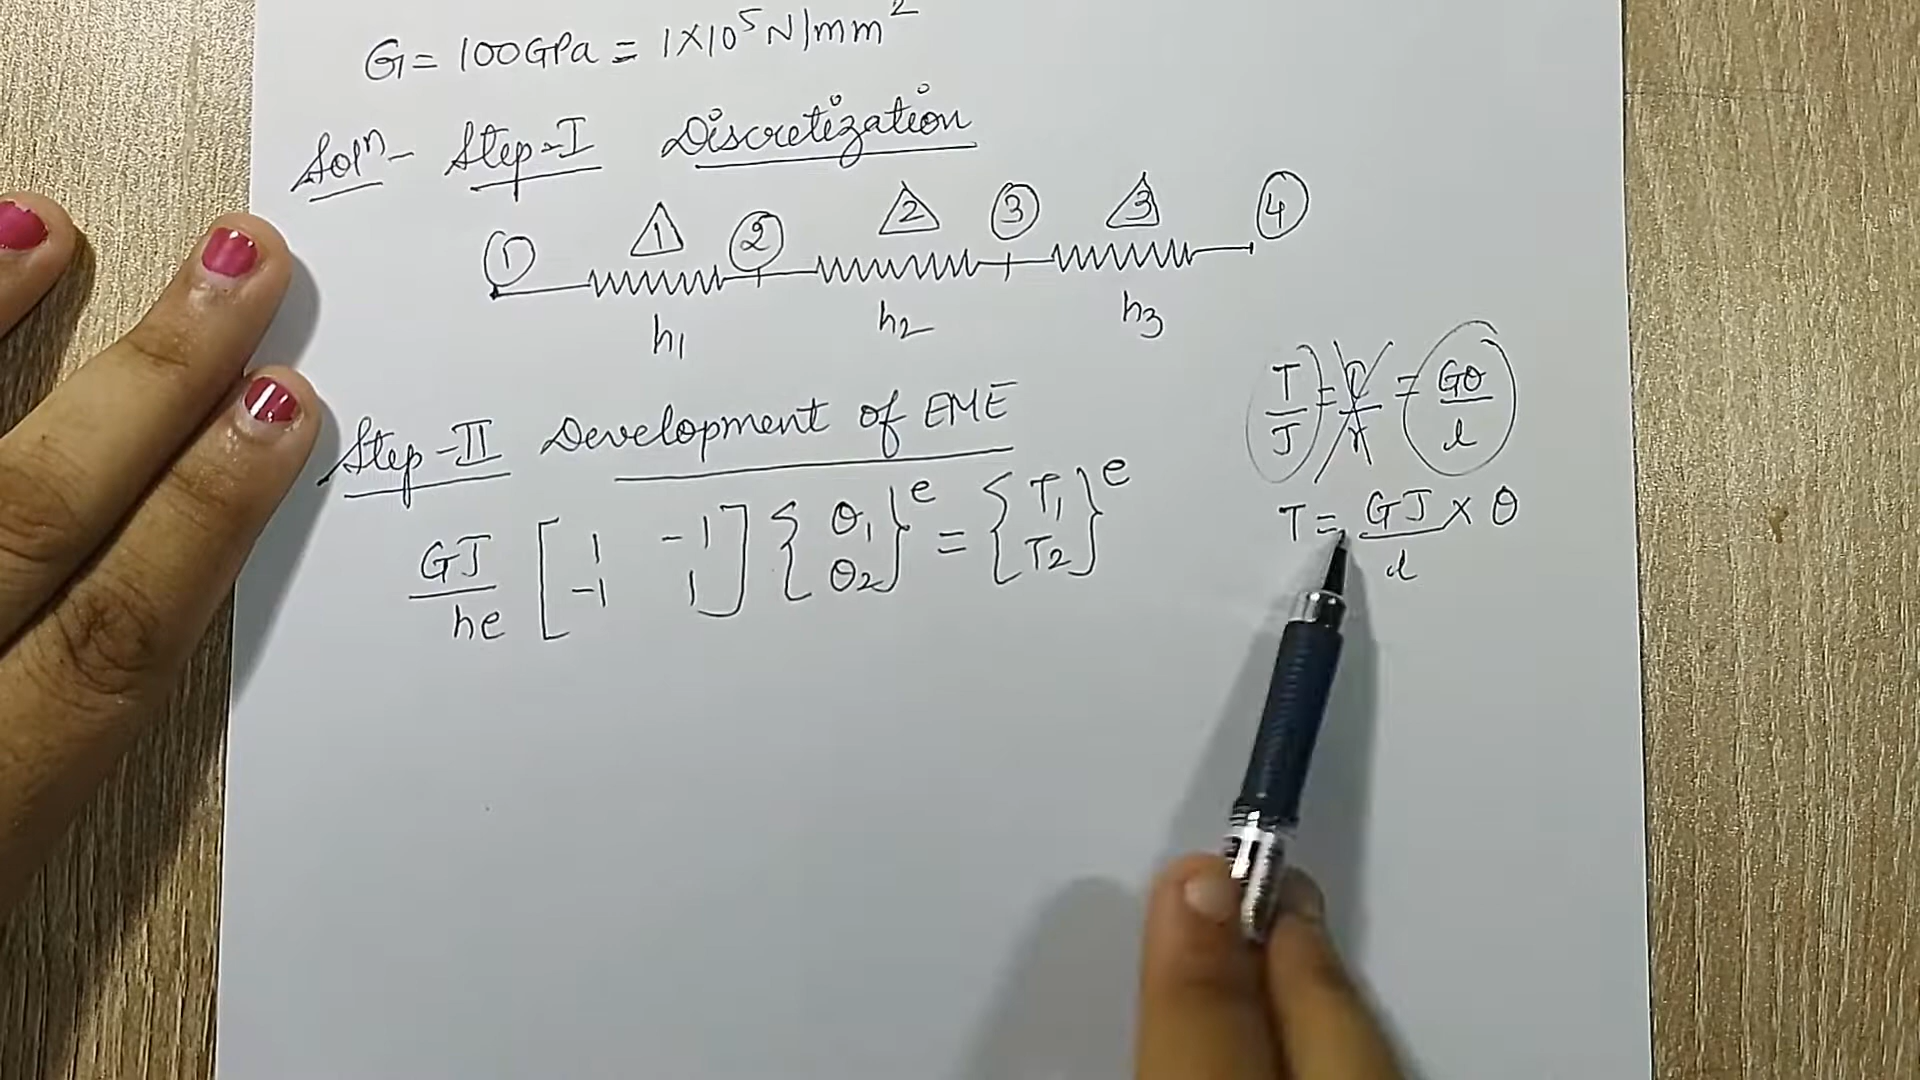 G = 100GPa = 1×10⁵ N/mm²
Solⁿ- Step-I Discretization
① △1 ② △2 ③ △3 ④
h₁ h₂ h₃
T/J = τ/r = Gθ/l
Step-II Development of EME
GJ/he [1 -1; -1 1] {θ₁ θ₂}ᵉ = {T₁ T₂}ᵉ
T = GJ/l × θ